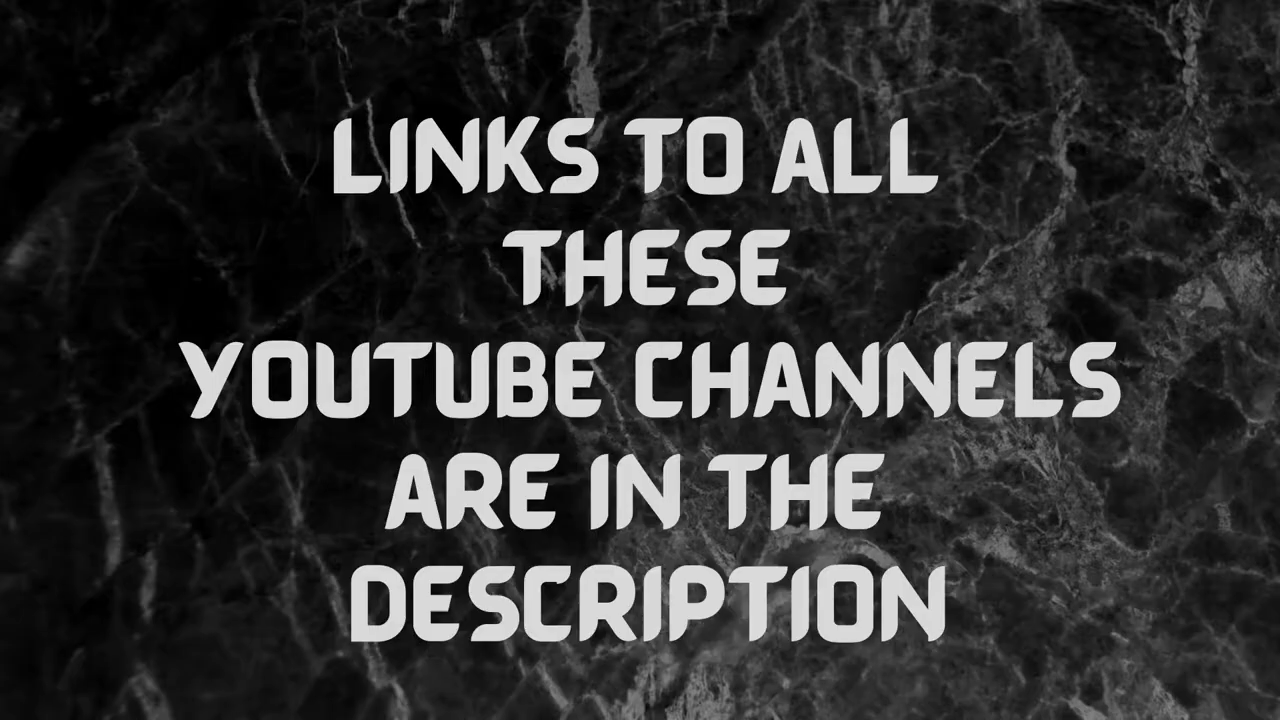 LINKS TO ALL
THESE
YOUTUBE CHANNELS
ARE IN THE
DESCRIPTION